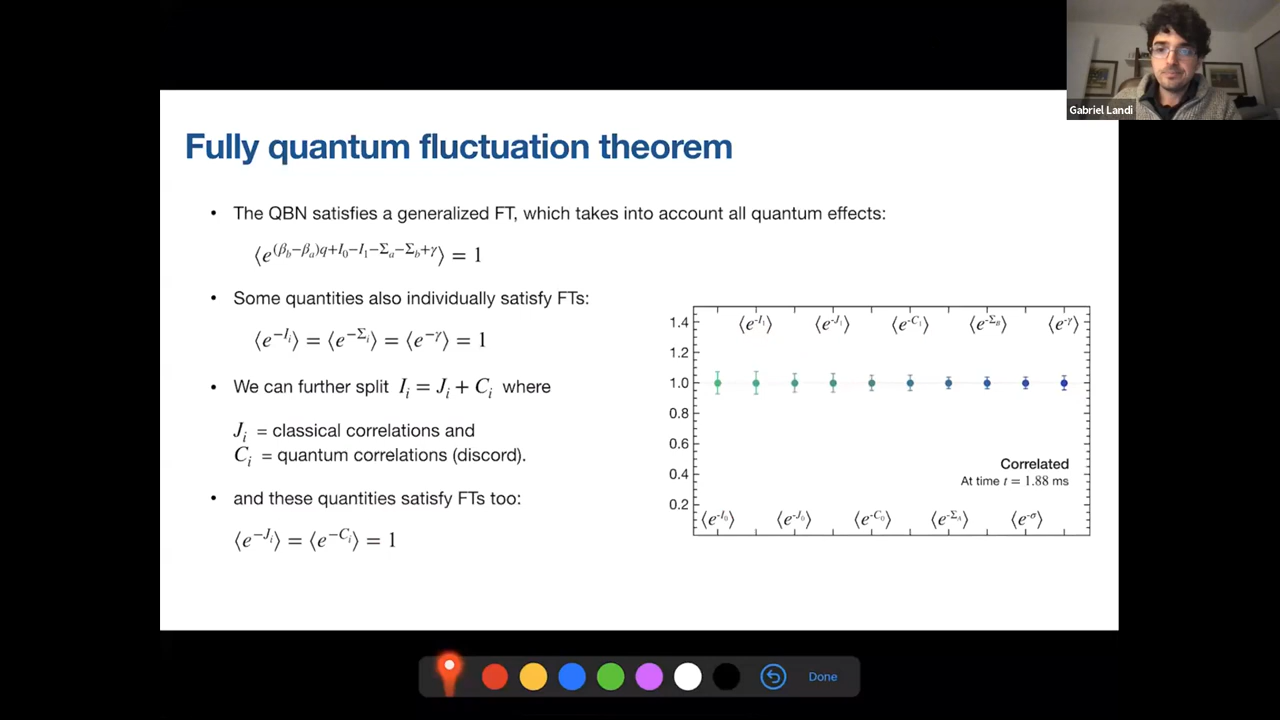 Gabriel Landi
Fully quantum fluctuation theorem
• The QBN satisfies a generalized FT, which takes into account all quantum effects:
⟨e^{(β_b−β_a)q+I_0−I_1−Σ_a−Σ_b+γ}⟩ = 1
• Some quantities also individually satisfy FTs:
⟨e^{−I_i}⟩ = ⟨e^{−Σ_i}⟩ = ⟨e^{−γ}⟩ = 1
• We can further split I_i = J_i + C_i where
J_i = classical correlations and
C_i = quantum correlations (discord).
• and these quantities satisfy FTs too:
⟨e^{−J_i}⟩ = ⟨e^{−C_i}⟩ = 1
1.4
⟨e^{-I_1}⟩ ⟨e^{-J_1}⟩ ⟨e^{-C_1}⟩ ⟨e^{-Σ_B}⟩ ⟨e^{-γ}⟩
1.2
1.0
0.8
0.6
0.4
0.2
Correlated
At time t = 1.88 ms
⟨e^{-I_0}⟩ ⟨e^{-J_0}⟩ ⟨e^{-C_0}⟩ ⟨e^{-Σ_A}⟩ ⟨e^{-σ}⟩
Done